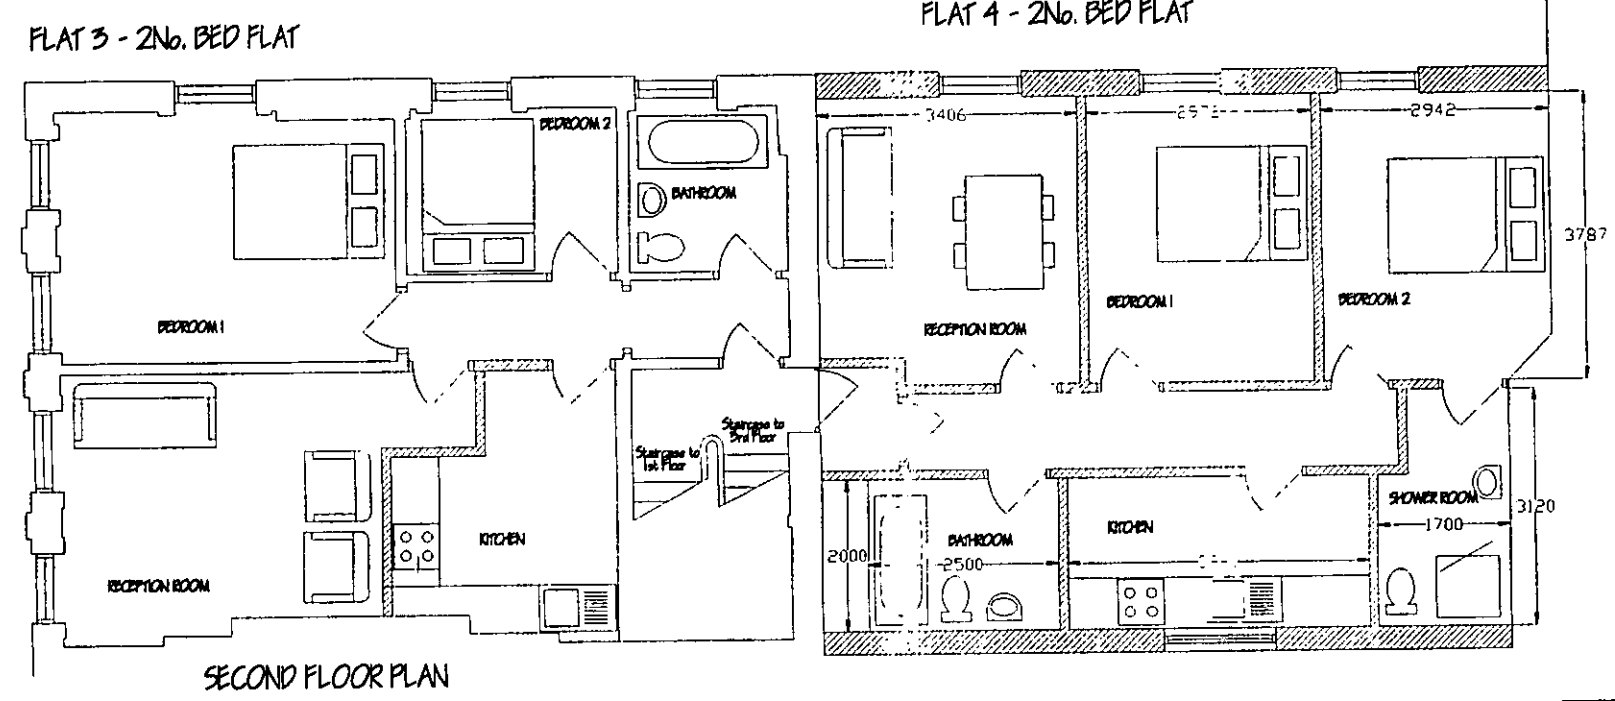 FLAT 3 - 2No. BED FLAT
FLAT 4 - 2No. BED FLAT
3406
2942
BEDROOM 2
BATHROOM
3787
BEDROOM 1
RECEPTION ROOM
BEDROOM 1
BEDROOM 2
Staircase to
3rd Floor
Staircase to
1st Floor
KITCHEN
RECEPTION ROOM
2000
BATHROOM
2500
KITCHEN
SHOWER ROOM
1700
3120
SECOND FLOOR PLAN